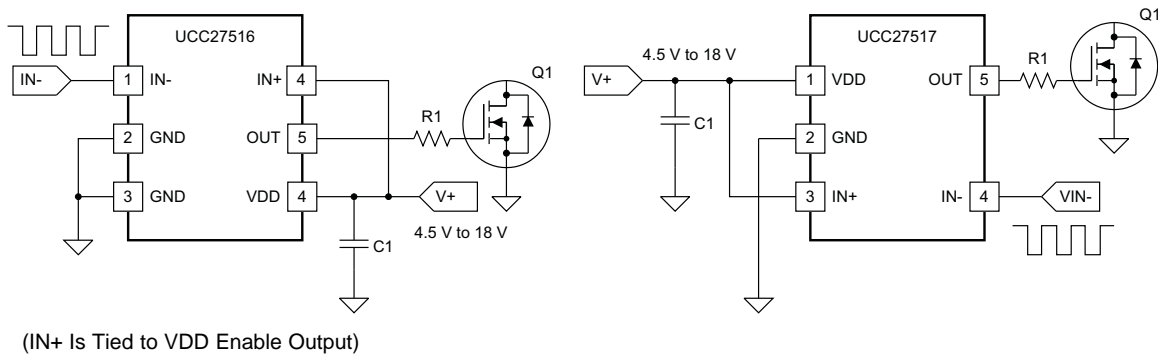 UCC27516
IN-
1
IN-
IN+
4
2
GND
OUT
5
R1
Q1
3
GND
VDD
4
V+
4.5 V to 18 V
C1
UCC27517
4.5 V to 18 V
V+
1
VDD
OUT
5
R1
Q1
C1
2
GND
3
IN+
IN-
4
VIN-
(IN+ Is Tied to VDD Enable Output)